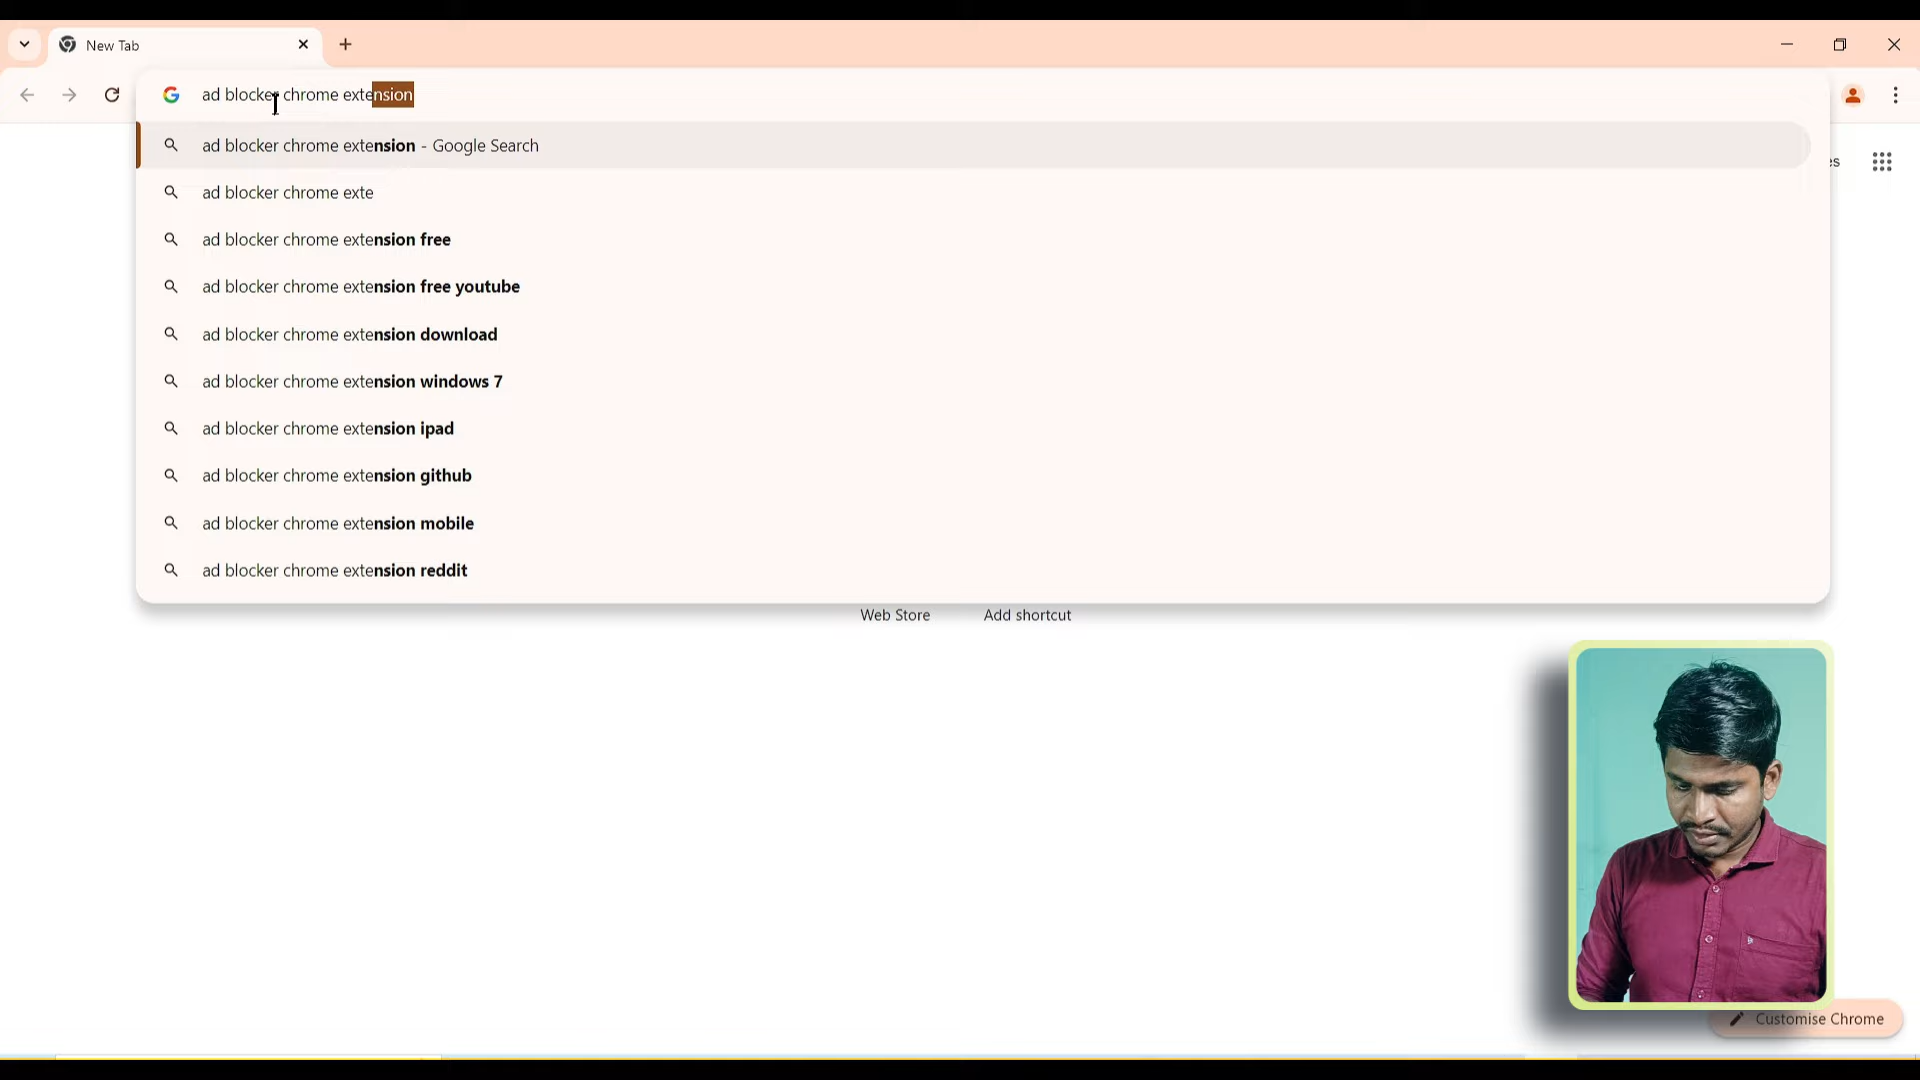 New Tab
ad blocker chrome extension
ad blocker chrome extension - Google Search
ad blocker chrome exte
ad blocker chrome extension free
ad blocker chrome extension free youtube
ad blocker chrome extension download
ad blocker chrome extension windows 7
ad blocker chrome extension ipad
ad blocker chrome extension github
ad blocker chrome extension mobile
ad blocker chrome extension reddit
Web Store Add shortcut
Customise Chrome